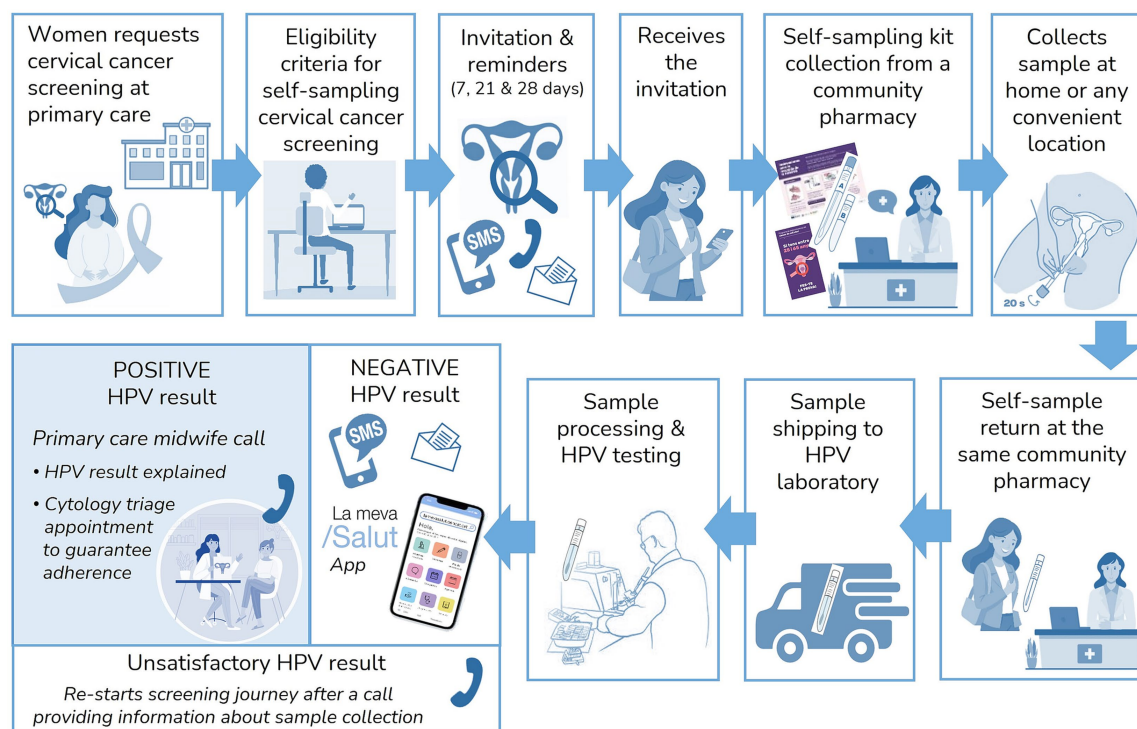 Women requests
cervical cancer
screening at
primary care
Eligibility
criteria for
self-sampling
cervical cancer
screening
Invitation &
reminders
(7, 21 & 28 days)
SMS
Receives
the
invitation
Self-sampling kit
collection from a
community
pharmacy
A
B
Collects
sample at
home or any
convenient
location
20 s
POSITIVE
HPV result
Primary care midwife call
• HPV result explained
• Cytology triage
appointment
to guarantee
adherence
NEGATIVE
HPV result
SMS
La meva
/Salut
App
Hola,
Sample
processing &
HPV testing
Sample
shipping to
HPV
laboratory
Self-sample
return at the
same community
pharmacy
Unsatisfactory HPV result
Re-starts screening journey after a call
providing information about sample collection